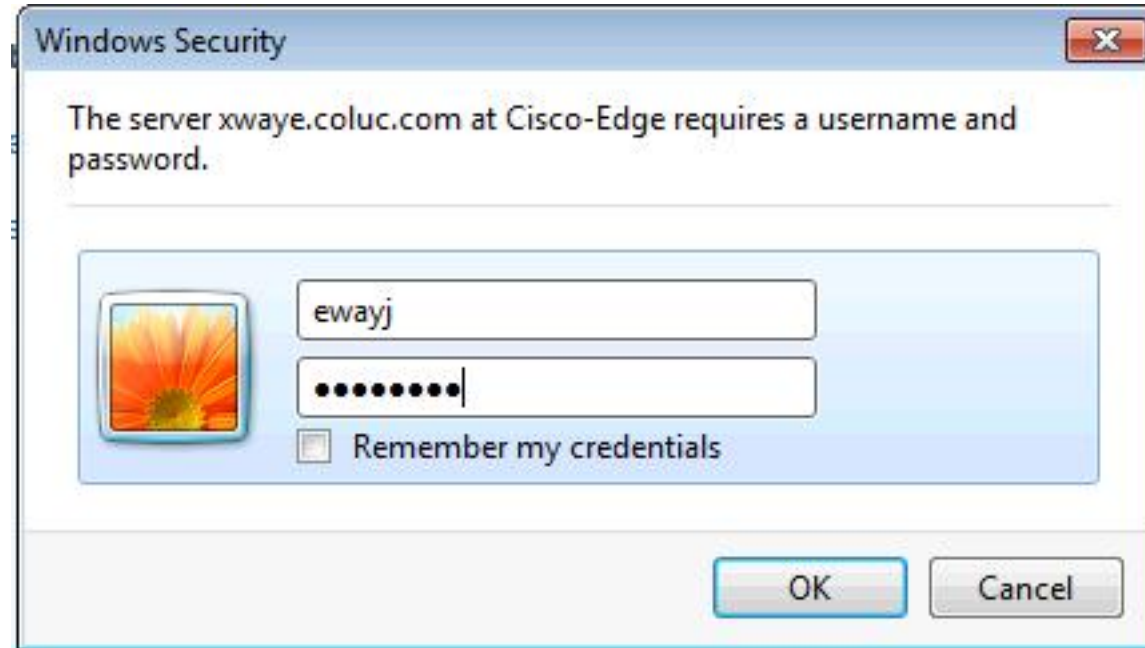 Windows Security
The server xwaye.coluc.com at Cisco-Edge requires a username and
password.
ewayj
••••••••
Remember my credentials
OK
Cancel